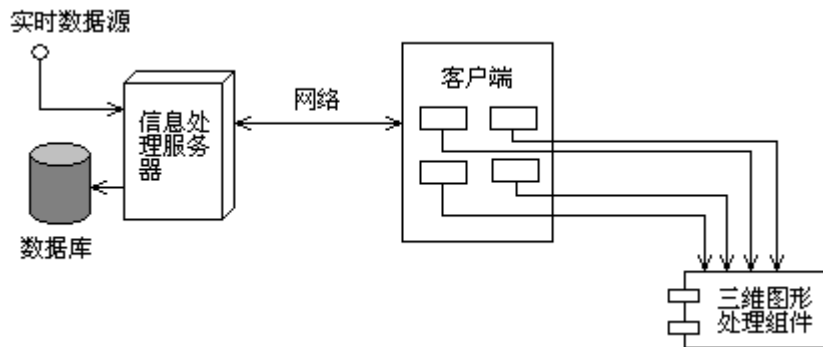 实时数据源
信息处
理服务
器
数据库
网络
客户端
三维图形
处理组件